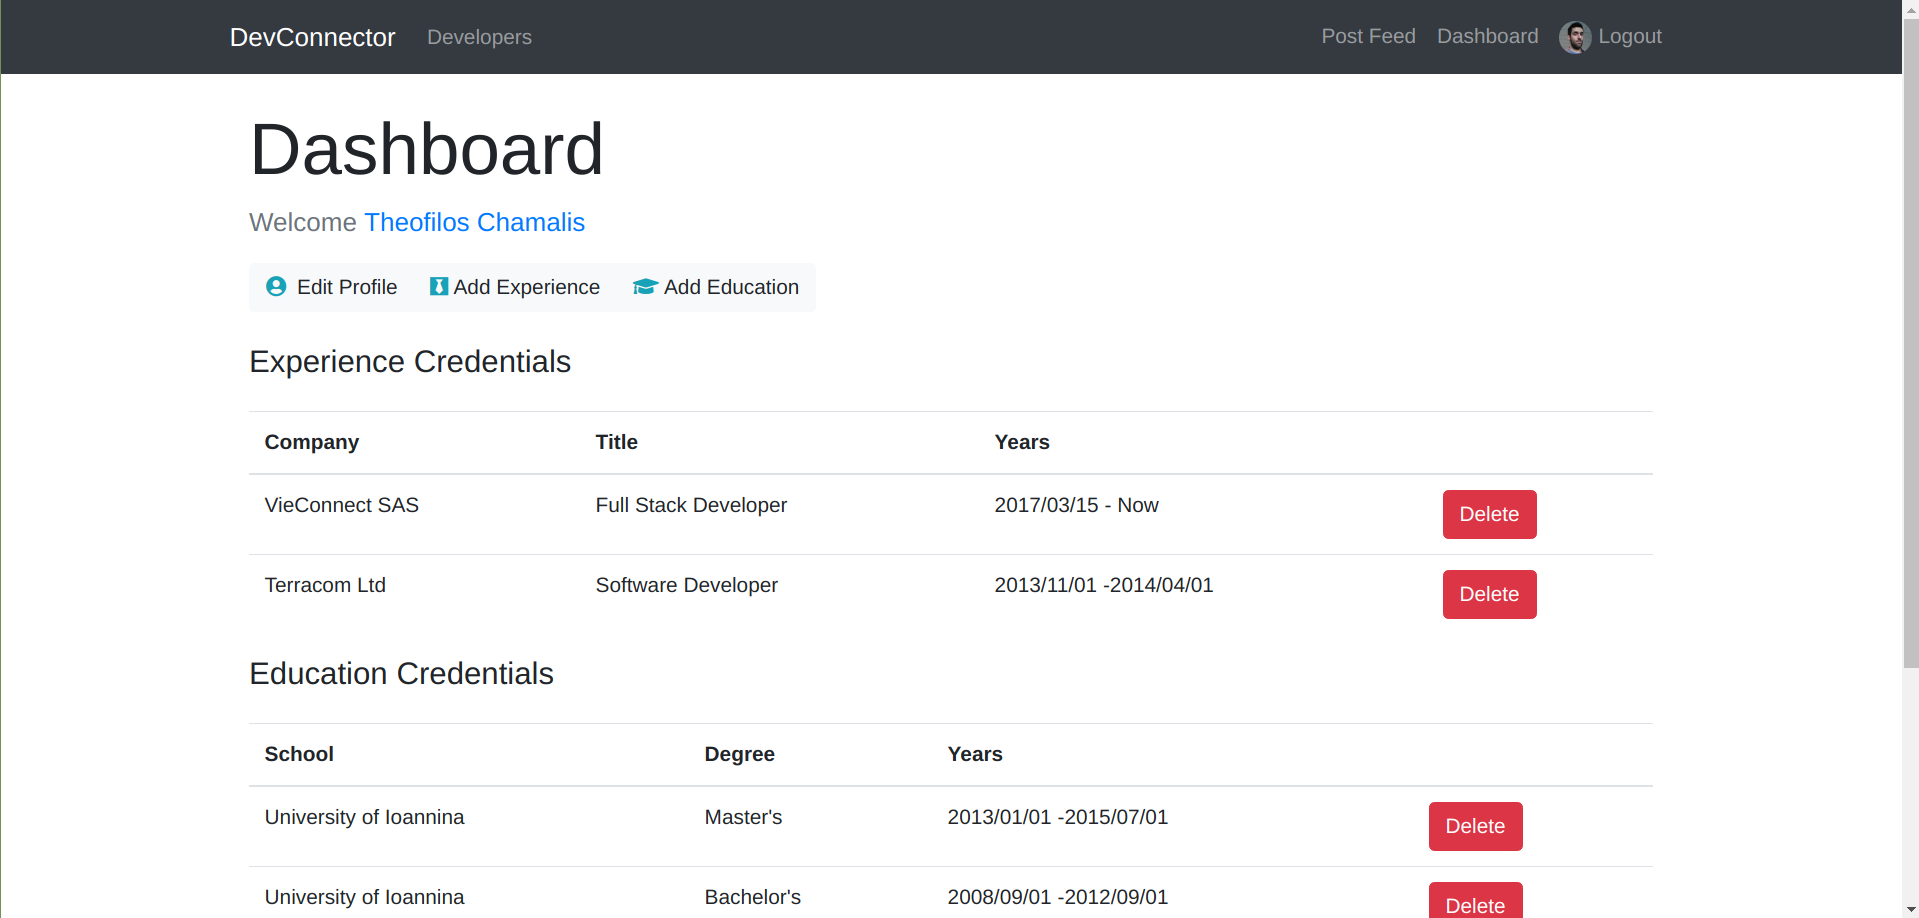 DevConnector Developers Post Feed Dashboard Logout
Dashboard
Welcome Theofilos Chamalis
Edit Profile Add Experience Add Education
Experience Credentials
Company Title Years
VieConnect SAS Full Stack Developer 2017/03/15 - Now Delete
Terracom Ltd Software Developer 2013/11/01 -2014/04/01 Delete
Education Credentials
School Degree Years
University of Ioannina Master's 2013/01/01 -2015/07/01 Delete
University of Ioannina Bachelor's 2008/09/01 -2012/09/01 Delete